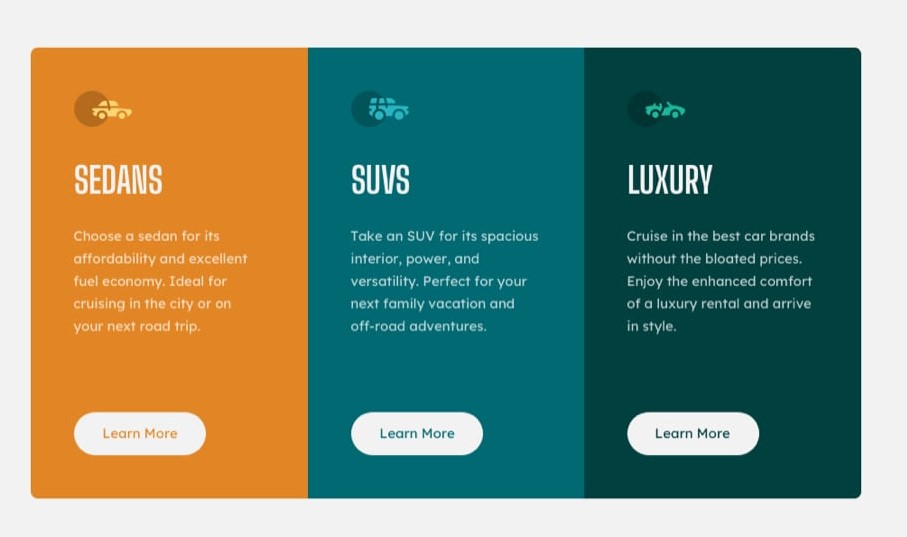 SEDANS
Choose a sedan for its
affordability and excellent
fuel economy. Ideal for
cruising in the city or on
your next road trip.
Learn More
SUVS
Take an SUV for its spacious
interior, power, and
versatility. Perfect for your
next family vacation and
off-road adventures.
Learn More
LUXURY
Cruise in the best car brands
without the bloated prices.
Enjoy the enhanced comfort
of a luxury rental and arrive
in style.
Learn More